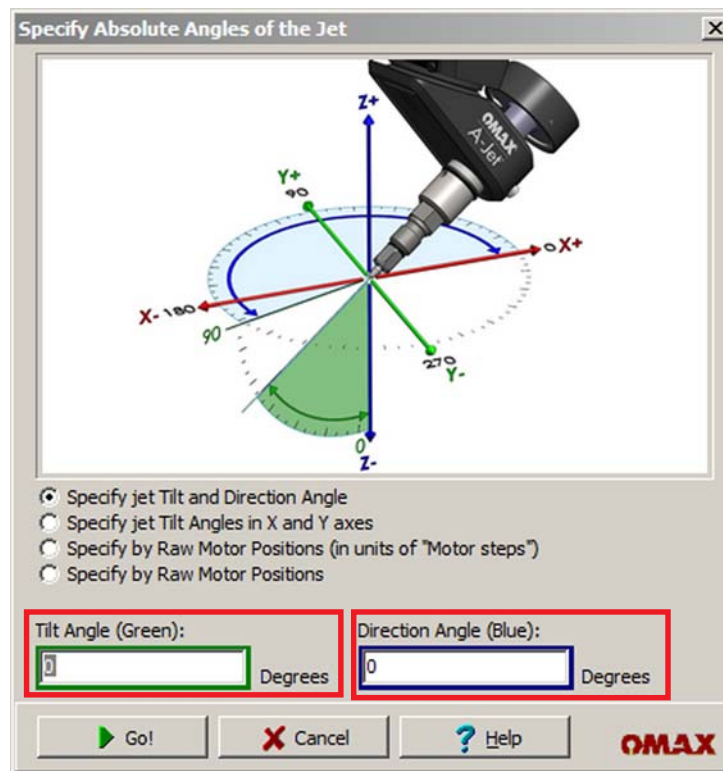 Specify Absolute Angles of the Jet
Z+
OMAX
A-Jet
Y+
90
0 X+
X- 180
90
270
Y-
0
Z-
Specify jet Tilt and Direction Angle
Specify jet Tilt Angles in X and Y axes
Specify by Raw Motor Positions (in units of "Motor steps")
Specify by Raw Motor Positions
Tilt Angle (Green):
0 Degrees
Direction Angle (Blue):
0 Degrees
Go!
Cancel
? Help
OMAX